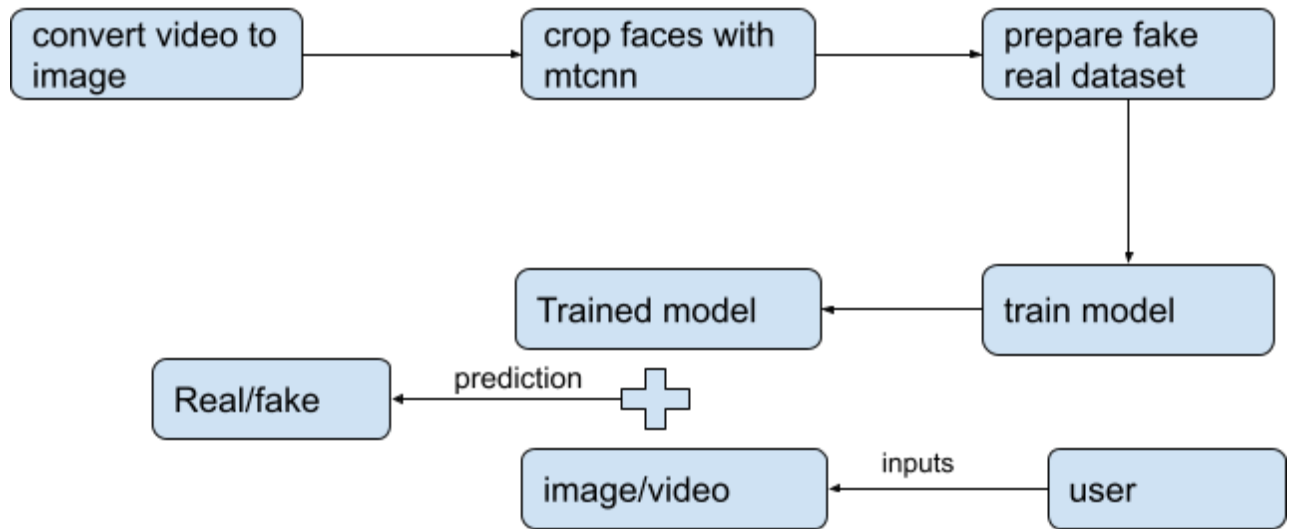 convert video to
image
crop faces with
mtcnn
prepare fake
real dataset
Trained model
train model
Real/fake
prediction
image/video
inputs
user